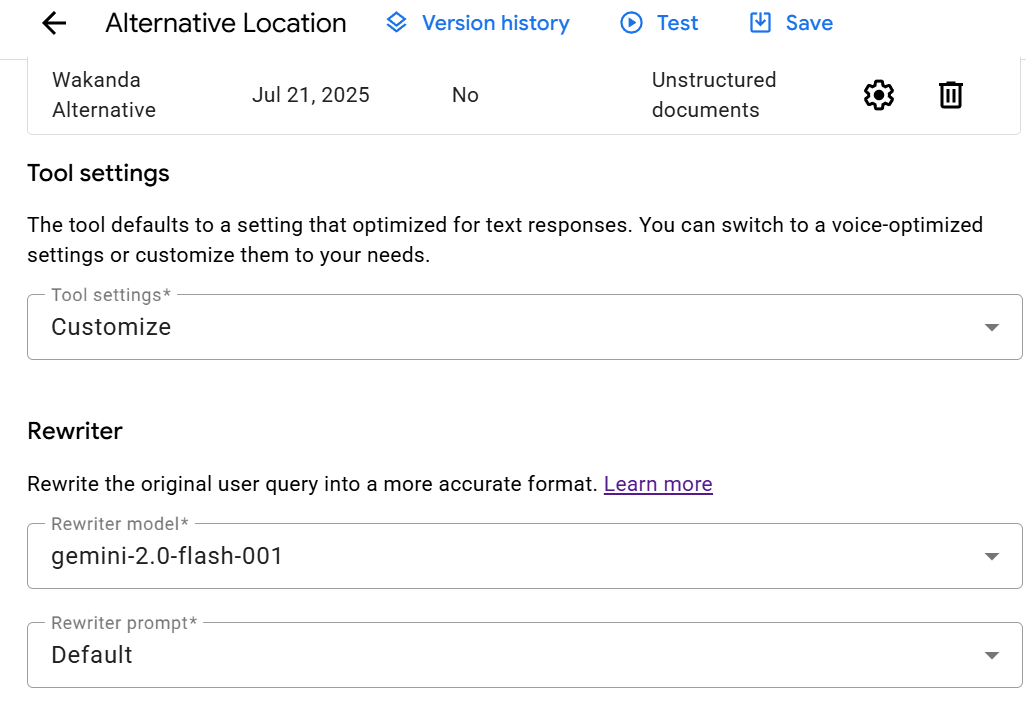 Alternative Location Version history Test Save
Wakanda Alternative Jul 21, 2025 No Unstructured documents
Tool settings
The tool defaults to a setting that optimized for text responses. You can switch to a voice-optimized
settings or customize them to your needs.
Tool settings*
Customize
Rewriter
Rewrite the original user query into a more accurate format. Learn more
Rewriter model*
gemini-2.0-flash-001
Rewriter prompt*
Default